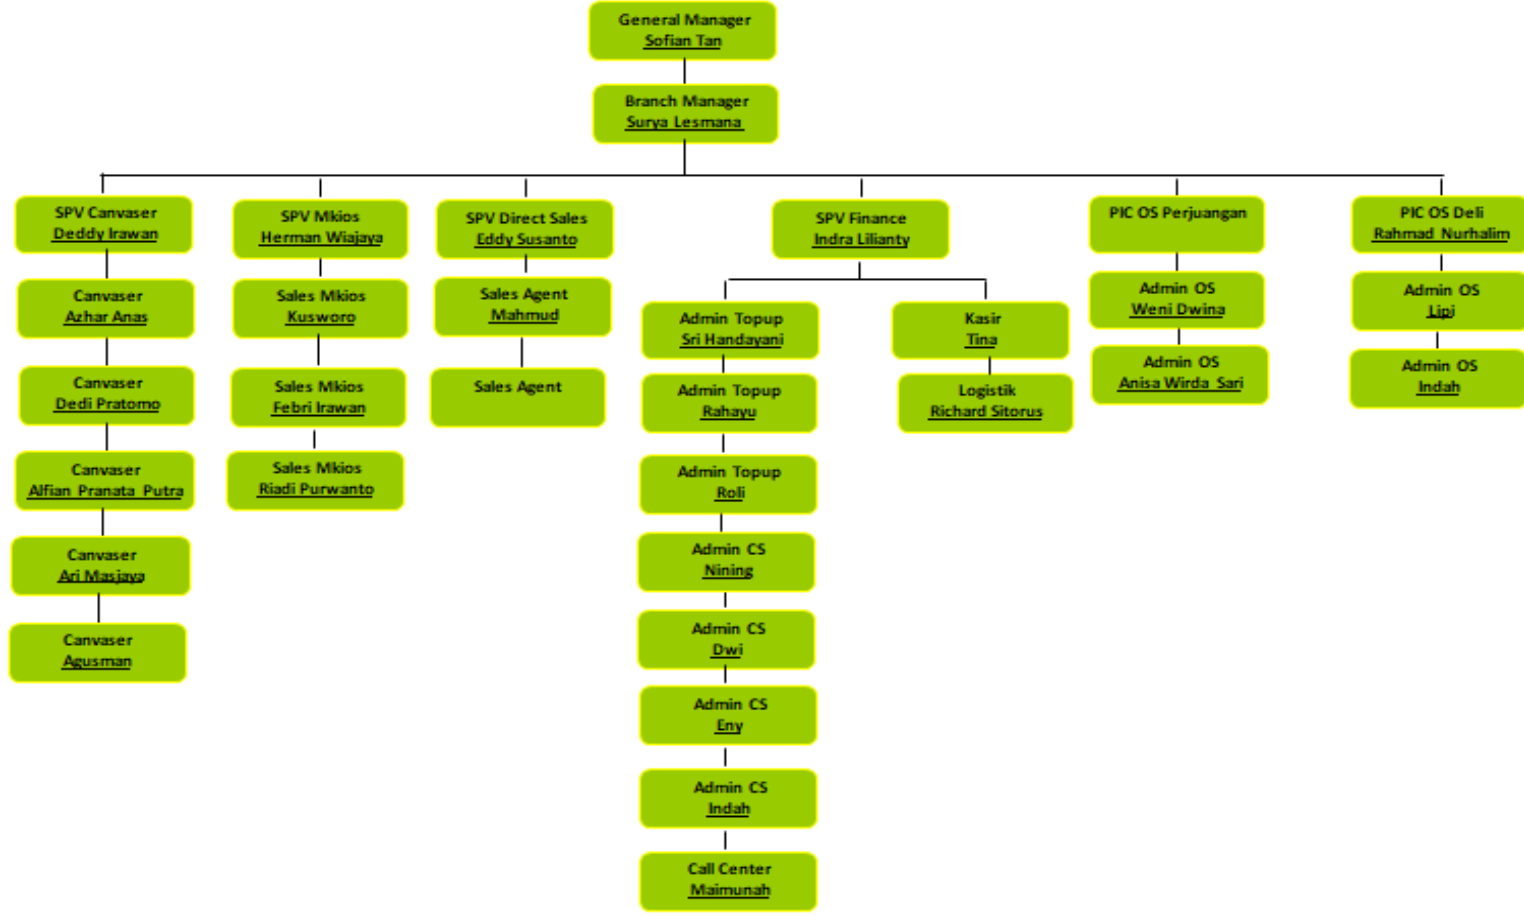 General Manager
Sofian Tan
Branch Manager
Surya Lesmana
SPV Canvaser
Deddy Irawan
Canvaser
Azhar Anas
Canvaser
Dedi Pratomo
Canvaser
Alfian Pranata Putra
Canvaser
Ari Masjaya
Canvaser
Agusman
SPV Mkios
Herman Wiajaya
Sales Mkios
Kusworo
Sales Mkios
Febri Irawan
Sales Mkios
Riadi Purwanto
SPV Direct Sales
Eddy Susanto
Sales Agent
Mahmud
Sales Agent
SPV Finance
Indra Lilianty
Admin Topup
Sri Handayani
Admin Topup
Rahayu
Admin Topup
Roli
Admin CS
Nining
Admin CS
Dwi
Admin CS
Eny
Admin CS
Indah
Call Center
Maimunah
Kasir
Tina
Logistik
Richard Sitorus
PIC OS Perjuangan
Admin OS
Weni Dwina
Admin OS
Anisa Wirda Sari
PIC OS Deli
Rahmad Nurhalim
Admin OS
Lipi
Admin OS
Indah